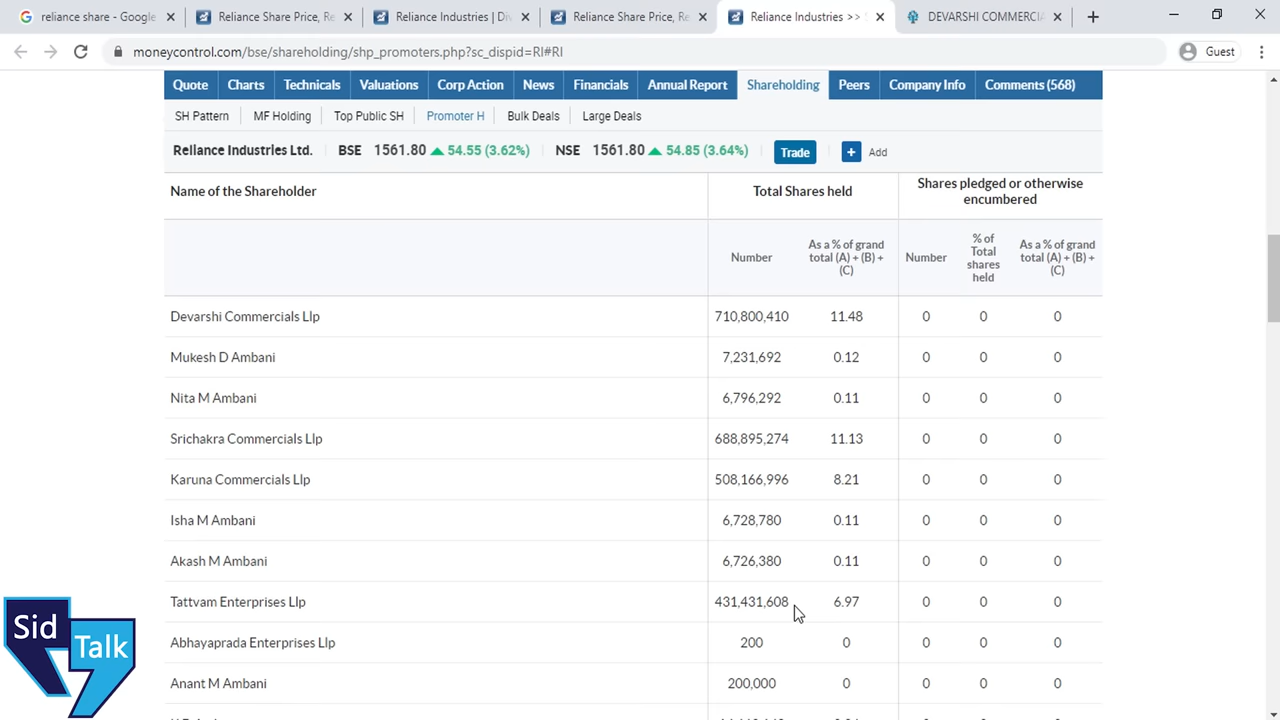 reliance share - Google
Reliance Share Price, Re
Reliance Industries | Div
Reliance Share Price, Re
Reliance Industries >>
DEVARSHI COMMERCIA
moneycontrol.com/bse/shareholding/shp_promoters.php?sc_dispid=RI#RI
Guest
Quote Charts Technicals Valuations Corp Action News Financials Annual Report Shareholding Peers Company Info Comments (568)
SH Pattern MF Holding Top Public SH Promoter H Bulk Deals Large Deals
Reliance Industries Ltd. BSE 1561.80 54.55 (3.62%) NSE 1561.80 54.85 (3.64%) Trade + Add
Name of the Shareholder
Total Shares held
Shares pledged or otherwise
encumbered
Number
As a % of grand
total (A) + (B) +
(C)
Number
% of
Total
shares
held
As a % of grand
total (A) + (B) +
(C)
Devarshi Commercials Llp 710,800,410 11.48 0 0 0
Mukesh D Ambani 7,231,692 0.12 0 0 0
Nita M Ambani 6,796,292 0.11 0 0 0
Srichakra Commercials Llp 688,895,274 11.13 0 0 0
Karuna Commercials Llp 508,166,996 8.21 0 0 0
Isha M Ambani 6,728,780 0.11 0 0 0
Akash M Ambani 6,726,380 0.11 0 0 0
Tattvam Enterprises Llp 431,431,608 6.97 0 0 0
Abhayaprada Enterprises Llp 200 0 0 0 0
Anant M Ambani 200,000 0 0 0 0
Sid
Talk